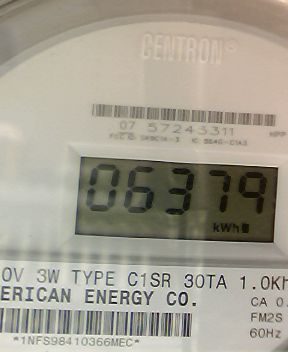 CENTRON®
07 57243311
06379
kWh
0V 3W TYPE C1SR 30TA 1.0Kh
ERICAN ENERGY CO.
CA 0.
FM2S
60Hz
*1NFS98410366MEC*